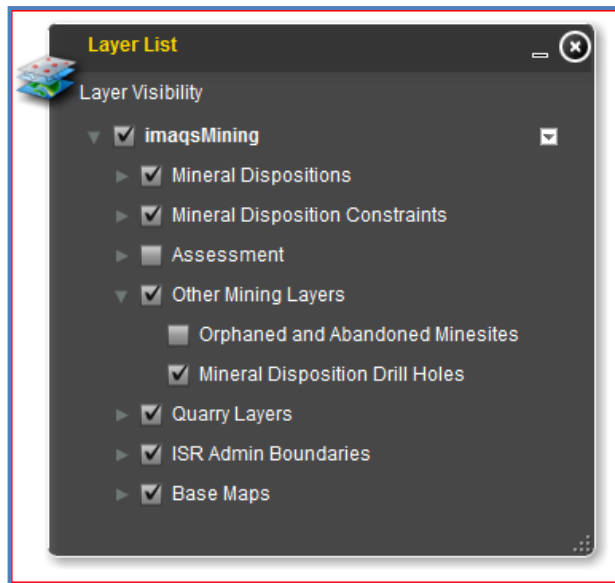 Layer List
Layer Visibility
imaqsMining
Mineral Dispositions
Mineral Disposition Constraints
Assessment
Other Mining Layers
Orphaned and Abandoned Minesites
Mineral Disposition Drill Holes
Quarry Layers
ISR Admin Boundaries
Base Maps